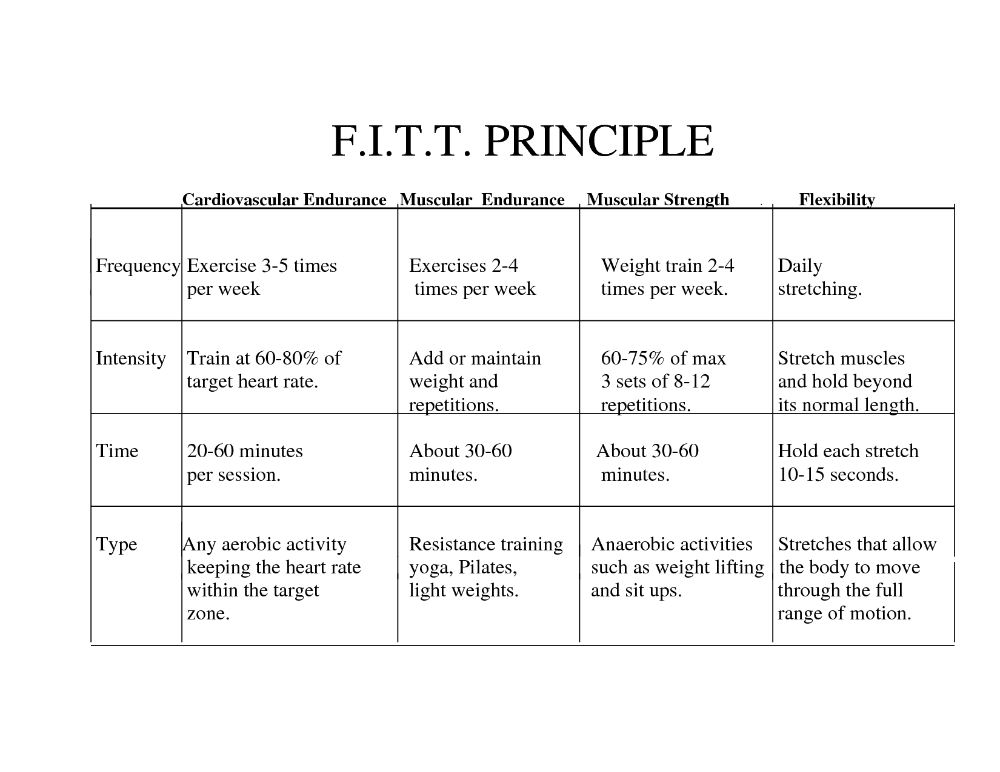 F.I.T.T. PRINCIPLE
Cardiovascular Endurance Muscular Endurance Muscular Strength . Flexibility
Frequency Exercise 3-5 times Exercises 2-4 Weight train 2-4 Daily
per week times per week times per week. stretching.
Intensity Train at 60-80% of Add or maintain 60-75% of max Stretch muscles
target heart rate. weight and 3 sets of 8-12 and hold beyond
repetitions. repetitions. its normal length.
Time 20-60 minutes About 30-60 About 30-60 Hold each stretch
per session. minutes. minutes. 10-15 seconds.
Type Any aerobic activity Resistance training Anaerobic activities Stretches that allow
keeping the heart rate yoga, Pilates, such as weight lifting the body to move
within the target light weights. and sit ups. through the full
zone. range of motion.